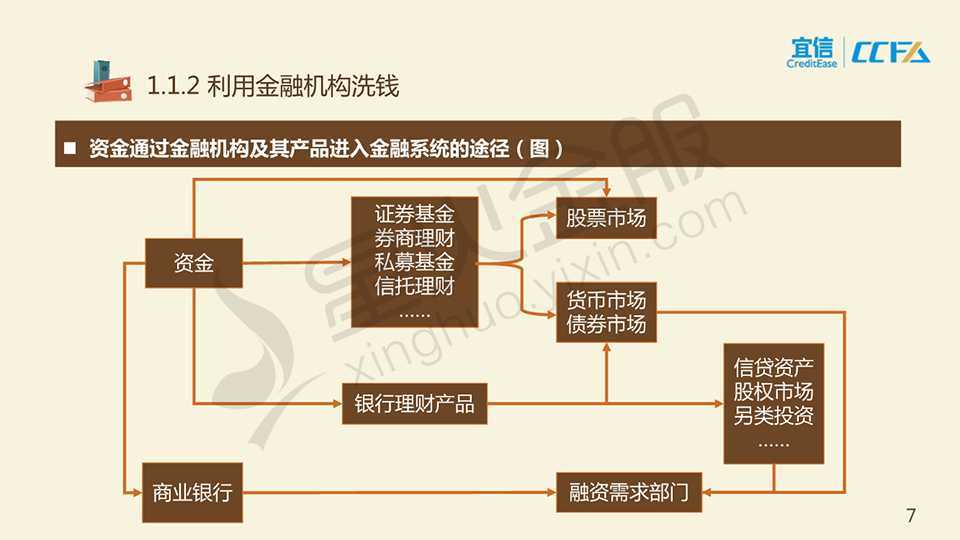 宜信
CreditEase
CCFA
1.1.2 利用金融机构洗钱
■ 资金通过金融机构及其产品进入金融系统的途径（图）
资金
证券基金
券商理财
私募基金
信托理财
……
股票市场
货币市场
债券市场
信贷资产
股权市场
另类投资
……
银行理财产品
商业银行
融资需求部门
星火金服
xinghuo.yixin.com
7